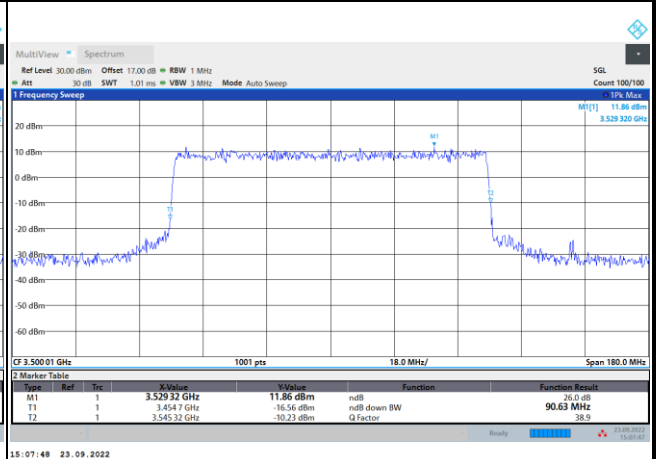 MultiView Spectrum
Ref Level 30.00 dBm Offset 17.00 dB RBW 1 MHz SGL
Att 30 dB SWT 1.01 ms VBW 3 MHz Mode Auto Sweep Count 100/100
1 Frequency Sweep 1Pk Max
M1[1] 11.86 dBm
3.529 320 GHz
20 dBm
M1
10 dBm
0 dBm
T2
-10 dBm
T1
-20 dBm
-30 dBm
-40 dBm
-50 dBm
-60 dBm
CF 3.500 01 GHz 1001 pts 18.0 MHz/ Span 180.0 MHz
2 Marker Table
Type Ref Trc X-Value Y-Value Function Function Result
M1 1 3.529 32 GHz 11.86 dBm ndB 26.0 dB
T1 1 3.454 7 GHz -16.56 dBm ndB down BW 90.63 MHz
T2 1 3.545 32 GHz -10.23 dBm Q Factor 38.9
Ready 23.09.2022
15:07:47
15:07:48 23.09.2022